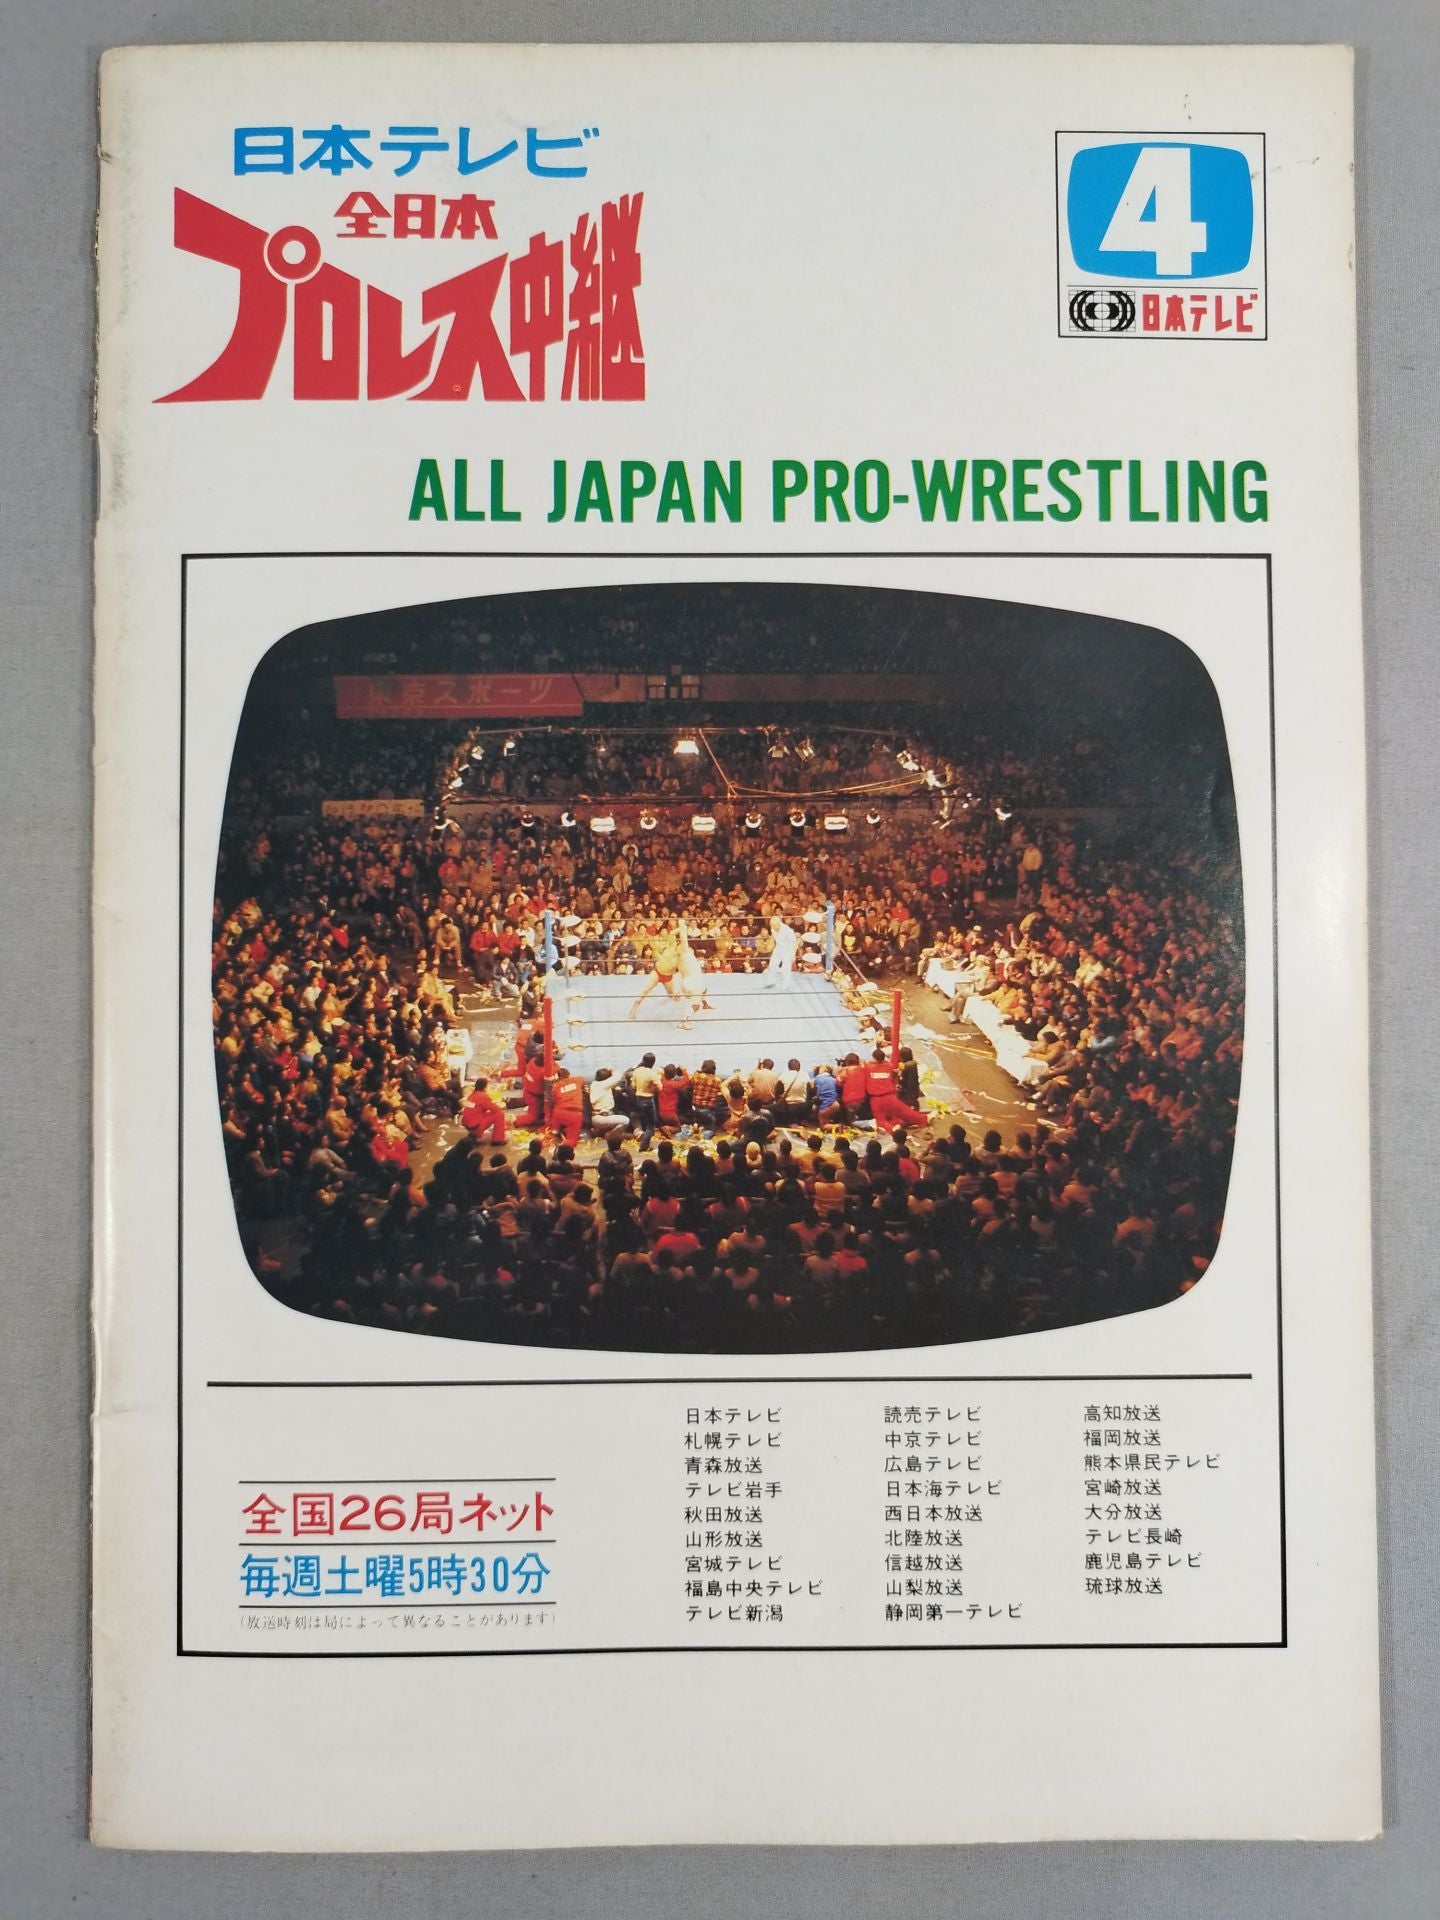 日本テレビ
全日本
プロレス中継
4
日本テレビ
ALL JAPAN PRO-WRESTLING
東京スポーツ
日本テレビ
札幌テレビ
青森放送
テレビ岩手
秋田放送
山形放送
宮城テレビ
福島中央テレビ
テレビ新潟
読売テレビ
中京テレビ
広島テレビ
日本海テレビ
西日本放送
北陸放送
信越放送
山梨放送
静岡第一テレビ
高知放送
福岡放送
熊本県民テレビ
宮崎放送
大分放送
テレビ長崎
鹿児島テレビ
琉球放送
全国26局ネット
毎週土曜5時30分
(放送時刻は局によって異なることがあります)